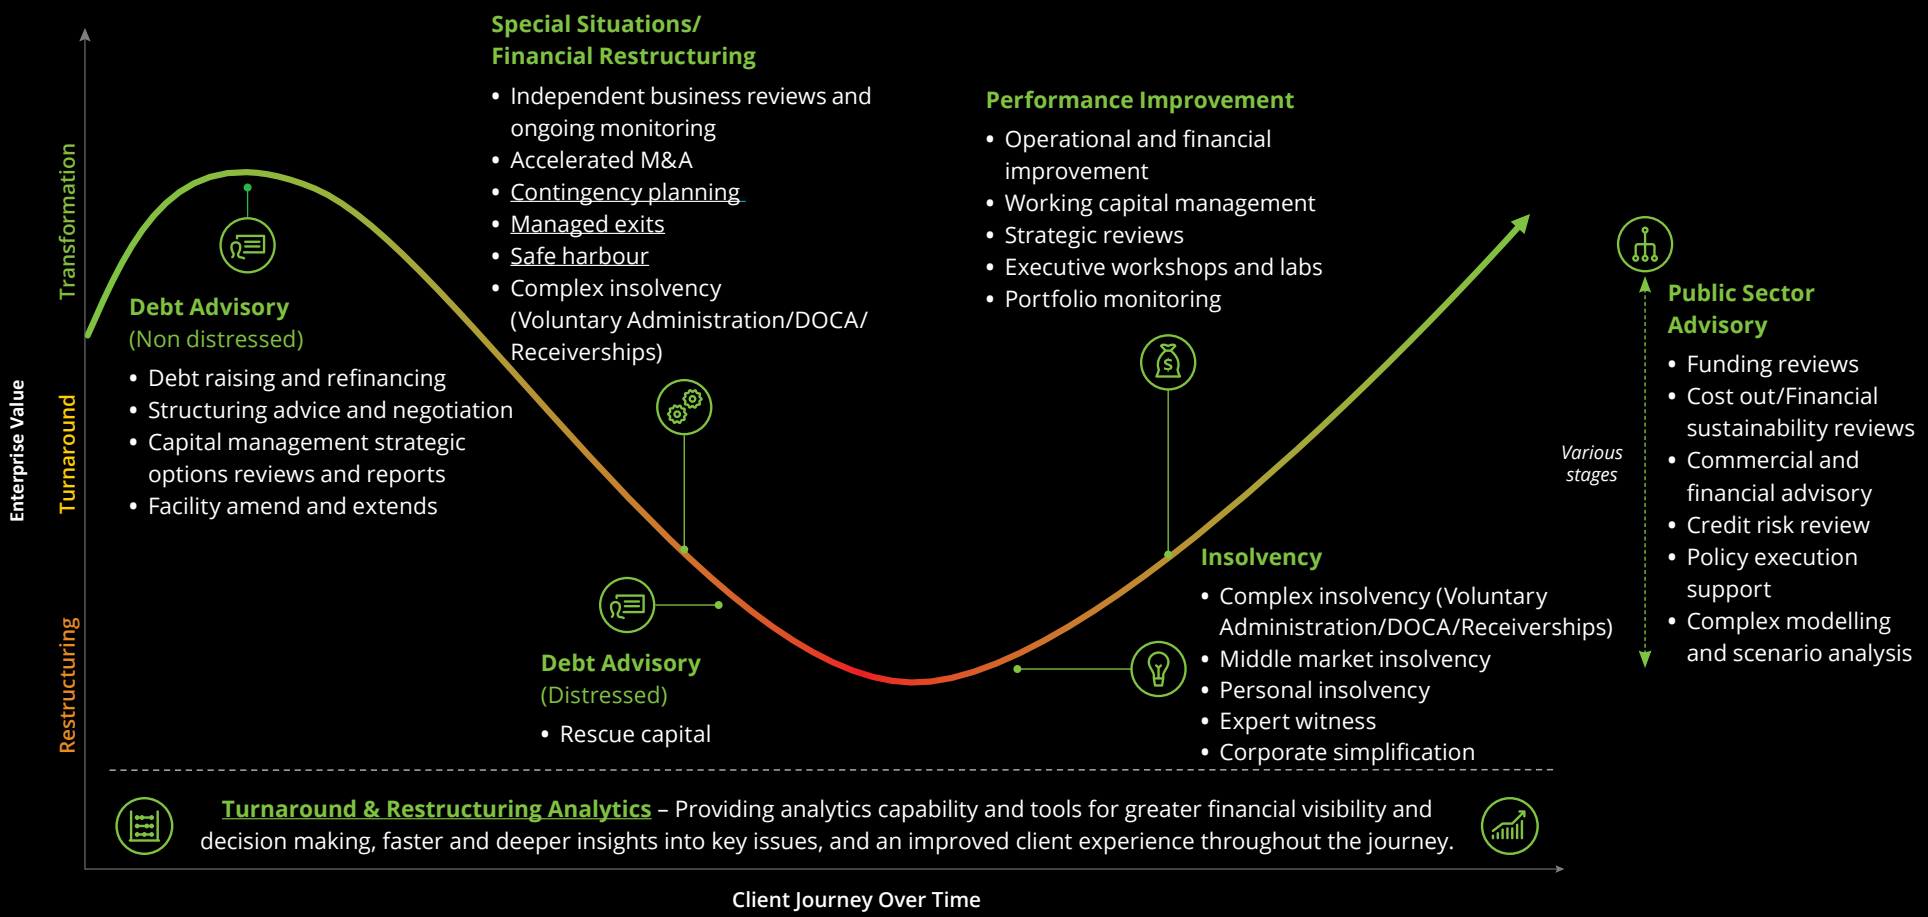 Special Situations/
Financial Restructuring
• Independent business reviews and
ongoing monitoring
• Accelerated M&A
• Contingency planning
• Managed exits
• Safe harbour
• Complex insolvency
(Voluntary Administration/DOCA/
Receiverships)
Performance Improvement
• Operational and financial
improvement
• Working capital management
• Strategic reviews
• Executive workshops and labs
• Portfolio monitoring
Enterprise Value
Transformation
Turnaround
Restructuring
Debt Advisory
(Non distressed)
• Debt raising and refinancing
• Structuring advice and negotiation
• Capital management strategic
options reviews and reports
• Facility amend and extends
Debt Advisory
(Distressed)
• Rescue capital
Insolvency
• Complex insolvency (Voluntary
Administration/DOCA/Receiverships)
• Middle market insolvency
• Personal insolvency
• Expert witness
• Corporate simplification
Various
stages
Public Sector
Advisory
• Funding reviews
• Cost out/Financial
sustainability reviews
• Commercial and
financial advisory
• Credit risk review
• Policy execution
support
• Complex modelling
and scenario analysis
Turnaround & Restructuring Analytics – Providing analytics capability and tools for greater financial visibility and
decision making, faster and deeper insights into key issues, and an improved client experience throughout the journey.
Client Journey Over Time
$